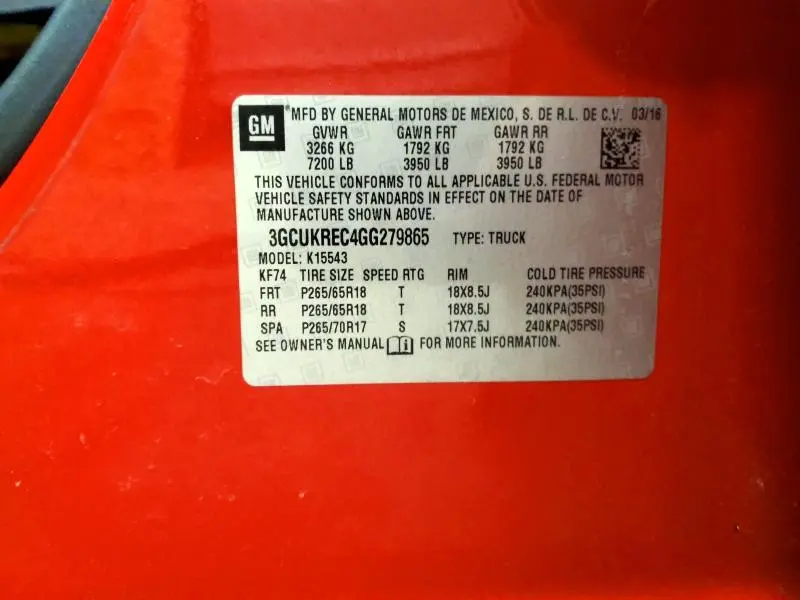 GM MFD BY GENERAL MOTORS DE MEXICO, S. DE R.L. DE C.V. 03/16
GVWR GAWR FRT GAWR RR
3266 KG 1792 KG 1792 KG
7200 LB 3950 LB 3950 LB
THIS VEHICLE CONFORMS TO ALL APPLICABLE U.S. FEDERAL MOTOR
VEHICLE SAFETY STANDARDS IN EFFECT ON THE DATE OF
MANUFACTURE SHOWN ABOVE.
3GCUKREC4GG279865 TYPE: TRUCK
MODEL: K15543
KF74 TIRE SIZE SPEED RTG RIM COLD TIRE PRESSURE
FRT P265/65R18 T 18X8.5J 240KPA(35PSI)
RR P265/65R18 T 18X8.5J 240KPA(35PSI)
SPA P265/70R17 S 17X7.5J 240KPA(35PSI)
SEE OWNER'S MANUAL FOR MORE INFORMATION.